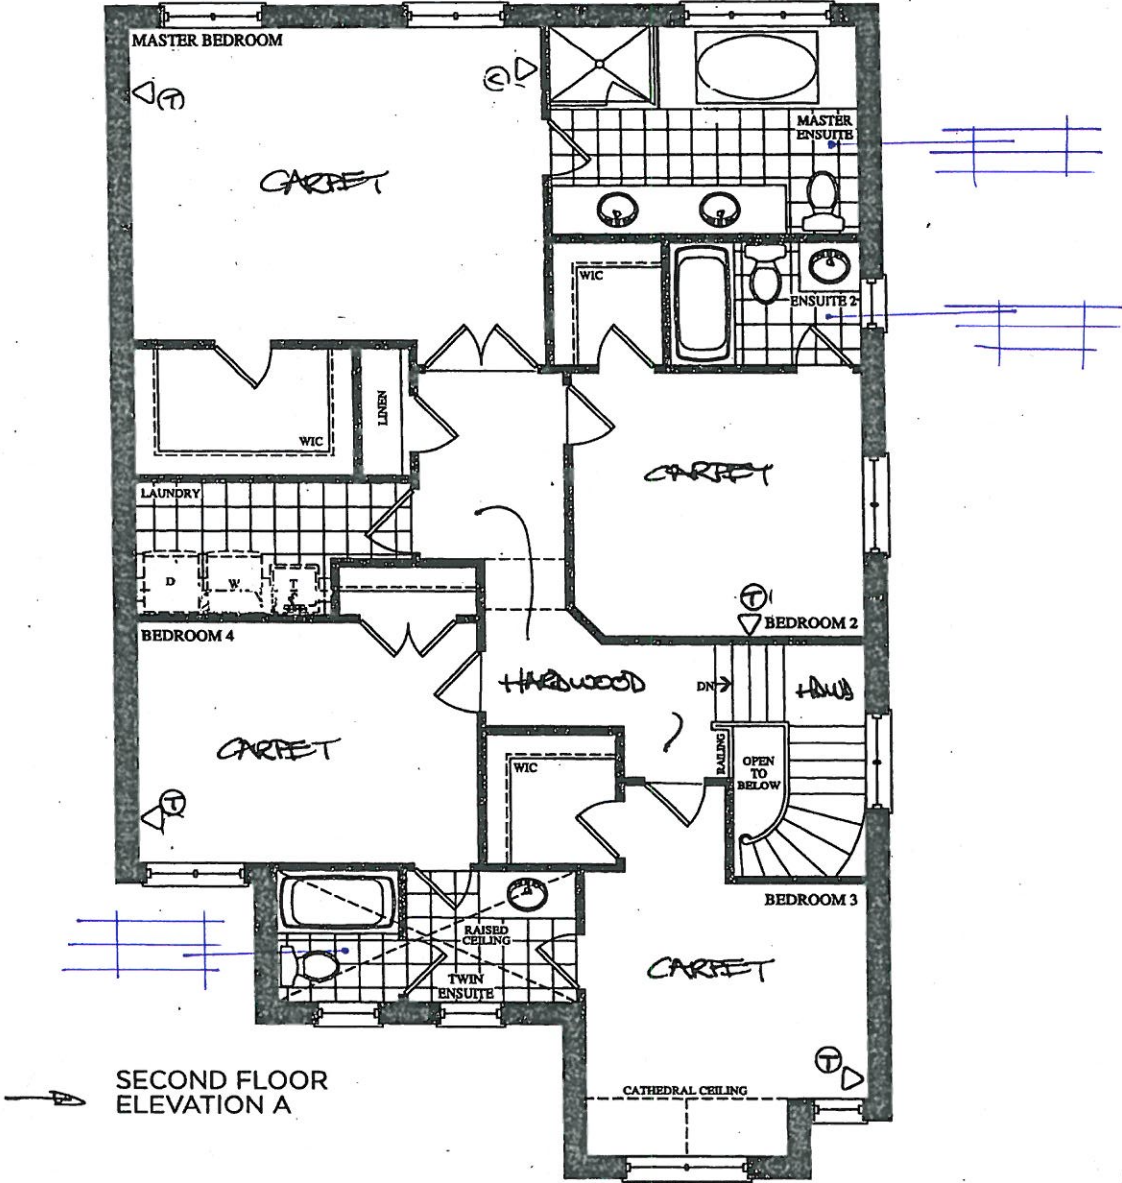 MASTER BEDROOM
T
CARPET
MASTER
ENSUITE
WIC
ENSUITE 2
LINEN
WIC
CARPET
LAUNDRY
D
W
T
BEDROOM 2
BEDROOM 4
HARDWOOD
DN
CARPET
RAILING
OPEN
TO
BELOW
WIC
T
BEDROOM 3
RAISED
CEILING
TWIN
ENSUITE
CARPET
T
CATHEDRAL CEILING
SECOND FLOOR
ELEVATION A